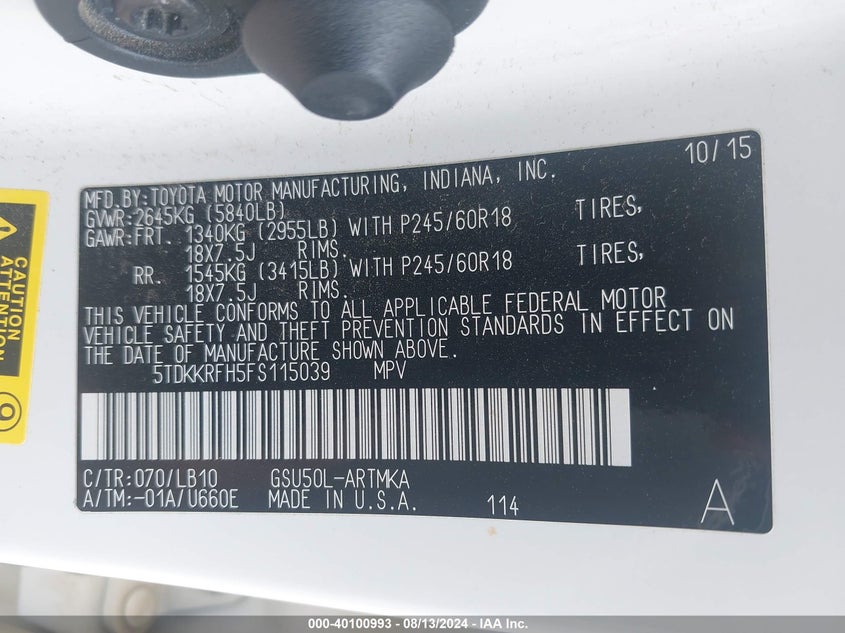 10/15
MFD.BY:TOYOTA MOTOR MANUFACTURING, INDIANA, INC.
GVWR:2645KG (5840LB)
GAWR:FRT. 1340KG (2955LB) WITH P245/60R18 TIRES,
18X7.5J RIMS.
RR. 1545KG (3415LB) WITH P245/60R18 TIRES,
18X7.5J RIMS.
THIS VEHICLE CONFORMS TO ALL APPLICABLE FEDERAL MOTOR
VEHICLE SAFETY AND THEFT PREVENTION STANDARDS IN EFFECT ON
THE DATE OF MANUFACTURE SHOWN ABOVE.
5TDKKRFH5FS115039 MPV
C/TR:070/LB10 GSU50L-ARTMKA
A/TM:-01A/U660E MADE IN U.S.A. 114 A
CAUTION
ATTENTION
000-40100993 - 08/13/2024 - IAA Inc.